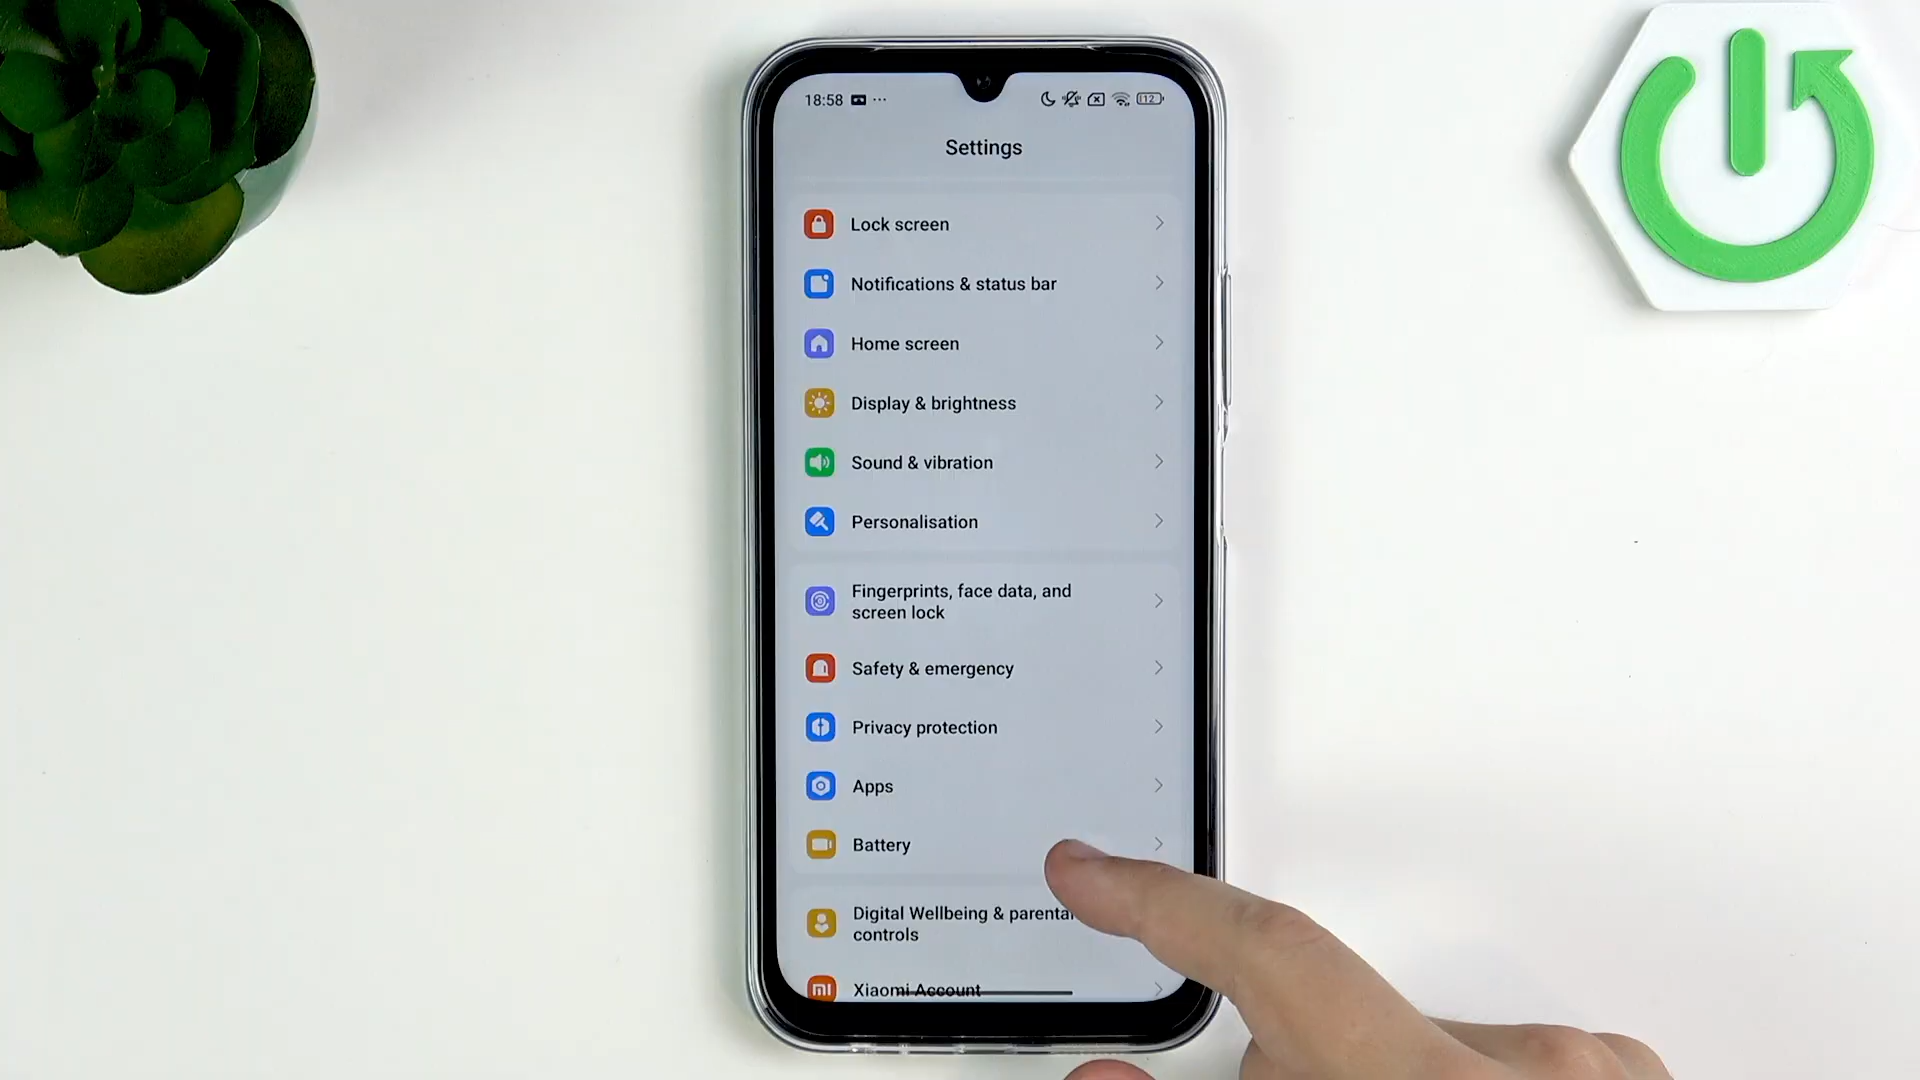 18:58 ··· 12
Settings
Lock screen
Notifications & status bar
Home screen
Display & brightness
Sound & vibration
Personalisation
Fingerprints, face data, and
screen lock
Safety & emergency
Privacy protection
Apps
Battery
Digital Wellbeing & parental
controls
Xiaomi Account